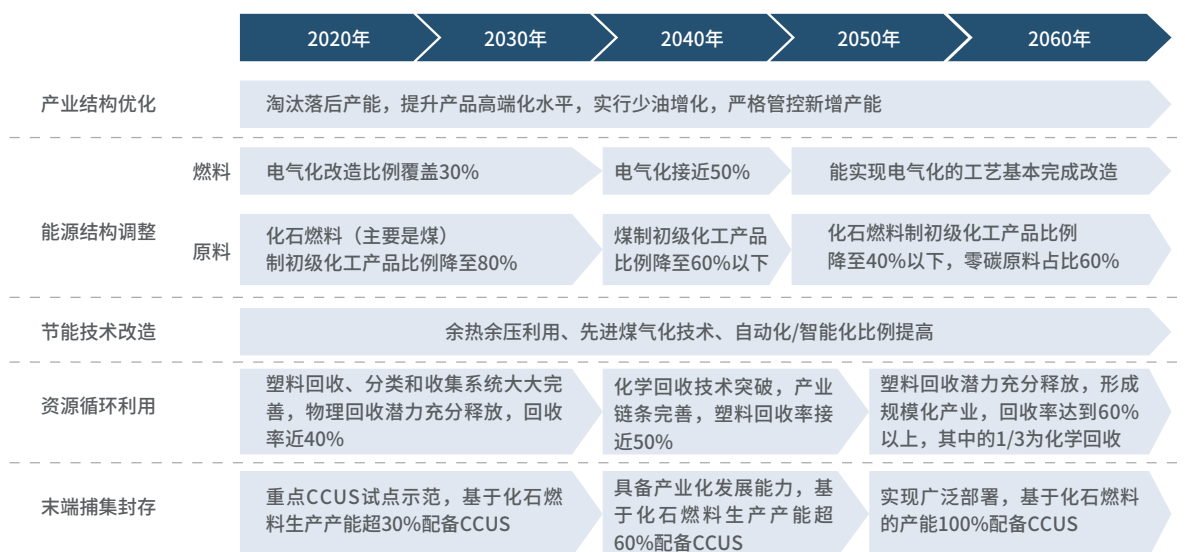 2020年
2030年
2040年
2050年
2060年
产业结构优化
淘汰落后产能，提升产品高端化水平，实行少油增化，严格管控新增产能
能源结构调整
燃料
电气化改造比例覆盖30%
电气化接近50%
能实现电气化的工艺基本完成改造
原料
化石燃料（主要是煤）
制初级化工产品比例降至80%
煤制初级化工产品
比例降至60%以下
化石燃料制初级化工产品比例
降至40%以下，零碳原料占比60%
节能技术改造
余热余压利用、先进煤气化技术、自动化/智能化比例提高
资源循环利用
塑料回收、分类和收集系统大大完
善，物理回收潜力充分释放，回收
率近40%
化学回收技术突破，产业
链条完善，塑料回收率接
近50%
塑料回收潜力充分释放，形成
规模化产业，回收率达到60%
以上，其中的1/3为化学回收
末端捕集封存
重点CCUS试点示范，基于化石燃
料生产产能超30%配备CCUS
具备产业化发展能力，基
于化石燃料生产产能超
60%配备CCUS
实现广泛部署，基于化石燃料
的产能100%配备CCUS